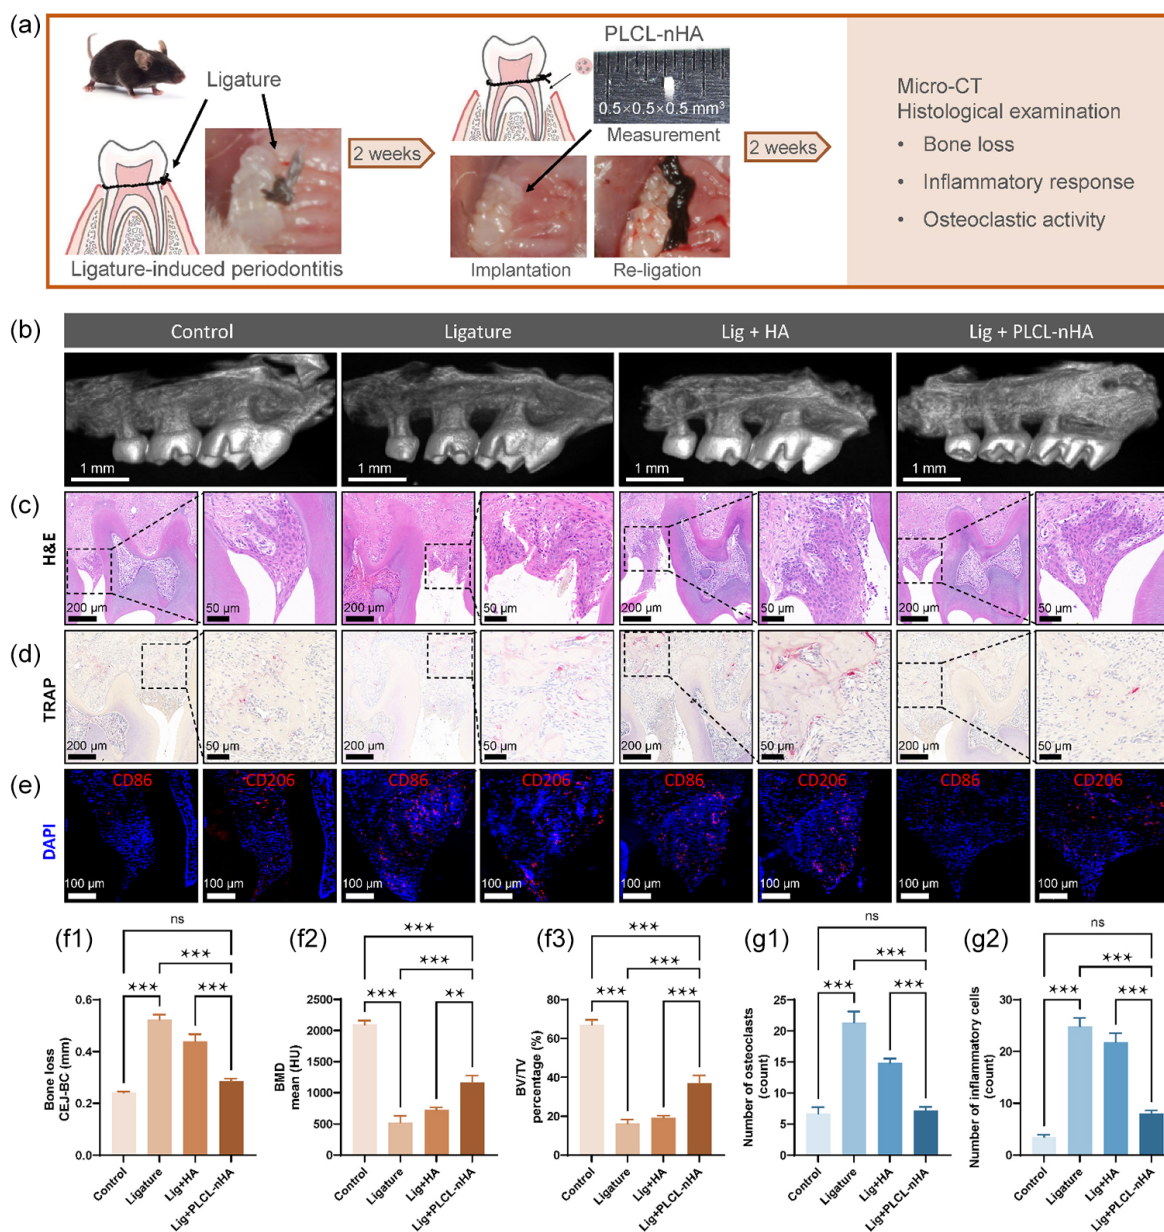 (a)
PLCL-nHA
Ligature
0.5×0.5×0.5 mm³
Measurement
2 weeks
2 weeks
Implantation
Re-ligation
Ligature-induced periodontitis
Micro-CT
Histological examination
• Bone loss
• Inflammatory response
• Osteoclastic activity
(b)
Control
Ligature
Lig + HA
Lig + PLCL-nHA
1 mm
1 mm
1 mm
1 mm
(c)
H&E
200 µm
50 µm
200 µm
50 µm
200 µm
50 µm
200 µm
50 µm
(d)
TRAP
200 µm
50 µm
200 µm
50 µm
200 µm
50 µm
200 µm
50 µm
(e)
DAPI
CD86
CD206
CD86
CD206
CD86
CD206
CD86
CD206
100 µm
100 µm
100 µm
100 µm
100 µm
100 µm
100 µm
100 µm
(f1)
ns
***
***
***
Bone loss
CEJ-BC (mm)
0.6
0.4
0.2
0.0
Control
Ligature
Lig+HA
Lig+PLCL-nHA
(f2)
***
***
***
**
BMD
mean (HU)
2500
2000
1500
1000
500
0
Control
Ligature
Lig+HA
Lig+PLCL-nHA
(f3)
***
***
***
***
BV/TV
percentage (%)
80
60
40
20
0
Control
Ligature
Lig+HA
Lig+PLCL-nHA
(g1)
ns
***
***
***
Number of osteoclasts
(count)
30
20
10
0
Control
Ligature
Lig+HA
Lig+PLCL-nHA
(g2)
ns
***
***
***
Number of inflammatory cells
(count)
30
20
10
0
Control
Ligature
Lig+HA
Lig+PLCL-nHA